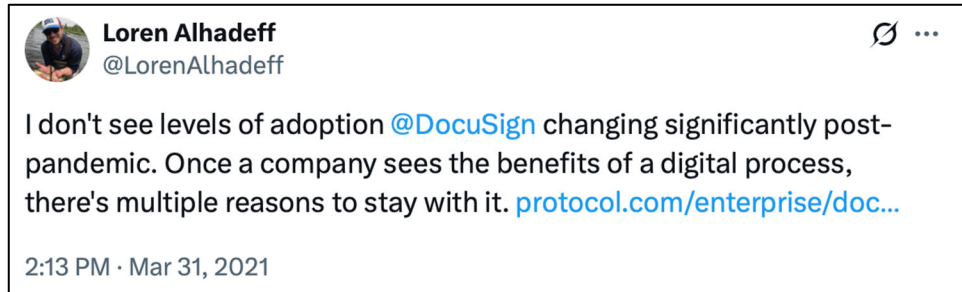 Loren Alhadeff
@LorenAlhadeff
I don't see levels of adoption @DocuSign changing significantly post-
pandemic. Once a company sees the benefits of a digital process,
there's multiple reasons to stay with it. protocol.com/enterprise/doc...
2:13 PM · Mar 31, 2021